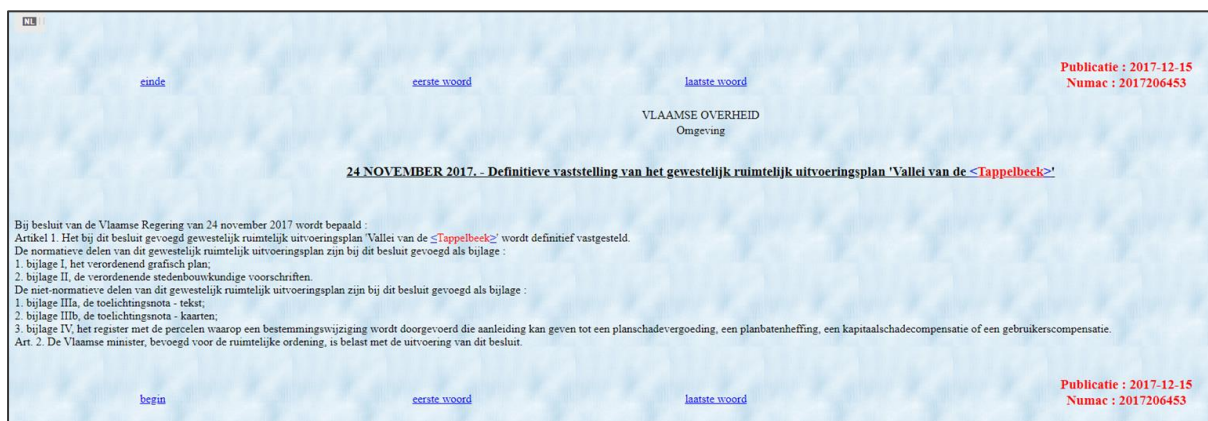 NL
Publicatie : 2017-12-15
einde eerste woord laatste woord Numac : 2017206453
VLAAMSE OVERHEID
Omgeving
24 NOVEMBER 2017. - Definitieve vaststelling van het gewestelijk ruimtelijk uitvoeringsplan 'Vallei van de <Tappelbeek>'
Bij besluit van de Vlaamse Regering van 24 november 2017 wordt bepaald :
Artikel 1. Het bij dit besluit gevoegd gewestelijk ruimtelijk uitvoeringsplan 'Vallei van de <Tappelbeek>' wordt definitief vastgesteld.
De normatieve delen van dit gewestelijk ruimtelijk uitvoeringsplan zijn bij dit besluit gevoegd als bijlage :
1. bijlage I, het verordenend grafisch plan;
2. bijlage II, de verordenende stedenbouwkundige voorschriften.
De niet-normatieve delen van dit gewestelijk ruimtelijk uitvoeringsplan zijn bij dit besluit gevoegd als bijlage :
1. bijlage IIIa, de toelichtingsnota - tekst;
2. bijlage IIIb, de toelichtingsnota - kaarten;
3. bijlage IV, het register met de percelen waarop een bestemmingswijziging wordt doorgevoerd die aanleiding kan geven tot een planschadevergoeding, een planbatenheffing, een kapitaalschadecompensatie of een gebruikerscompensatie.
Art. 2. De Vlaamse minister, bevoegd voor de ruimtelijke ordening, is belast met de uitvoering van dit besluit.
Publicatie : 2017-12-15
begin eerste woord laatste woord Numac : 2017206453